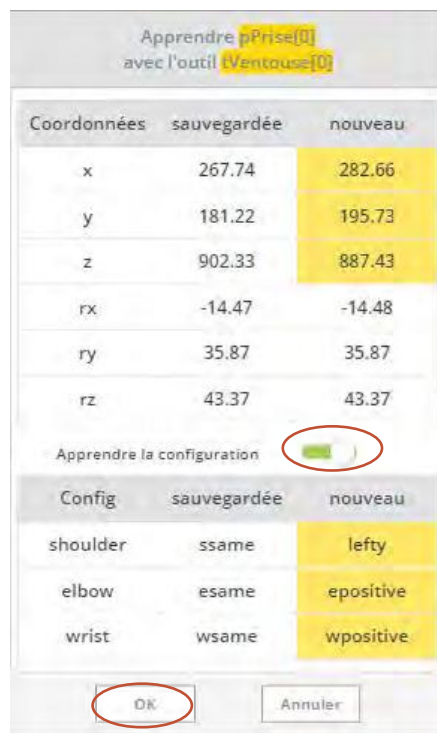 Apprendre pPrise[0]
avec l'outil tVentouse[0]
Coordonnées sauvegardée nouveau
x 267.74 282.66
y 181.22 195.73
z 902.33 887.43
rx -14.47 -14.48
ry 35.87 35.87
rz 43.37 43.37
Apprendre la configuration
Config sauvegardée nouveau
shoulder ssame lefty
elbow esame epositive
wrist wsame wpositive
OK Annuler